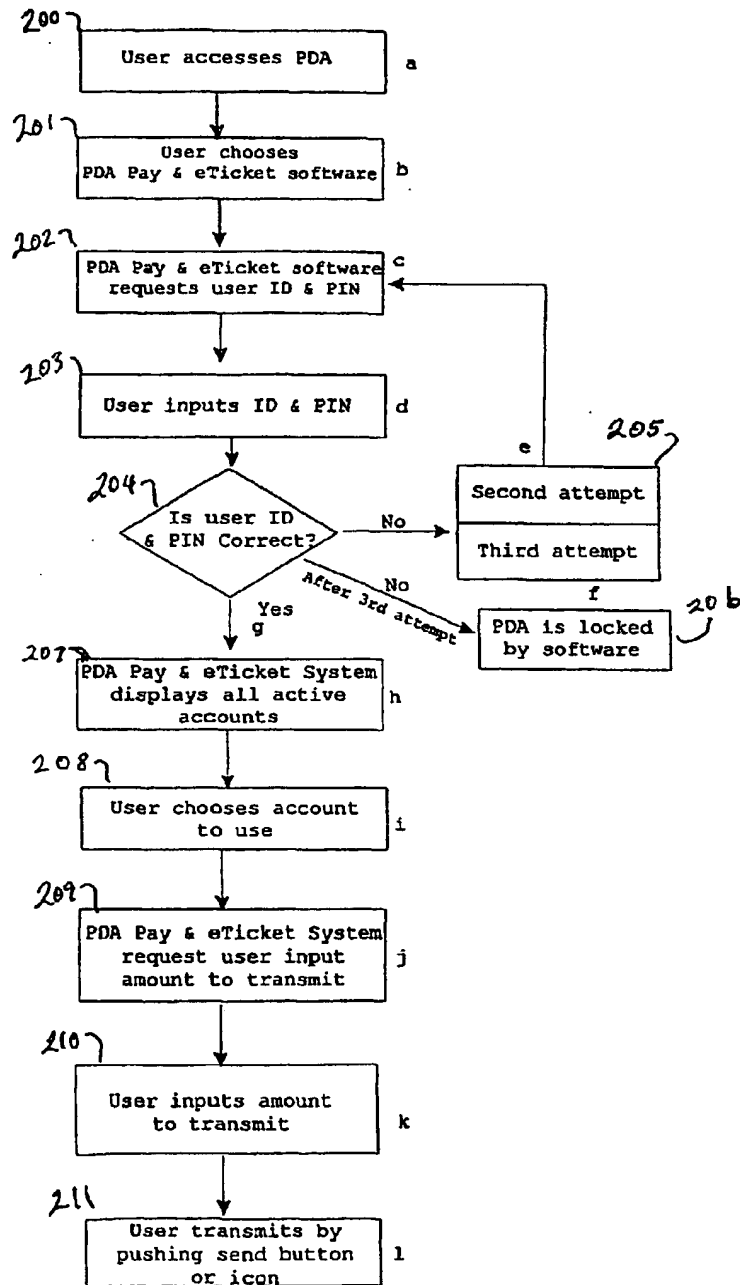 200
User accesses PDA
a
201
User chooses
PDA Pay & eTicket software
b
202
PDA Pay & eTicket software
requests user ID & PIN
c
203
User inputs ID & PIN
d
e
205
Second attempt
Third attempt
f
204
Is user ID
& PIN Correct?
No
No
After 3rd attempt
206
PDA is locked
by software
Yes
g
207
PDA Pay & eTicket System
displays all active
accounts
h
208
User chooses account
to use
i
209
PDA Pay & eTicket System
request user input
amount to transmit
j
210
User inputs amount
to transmit
k
211
User transmits by
pushing send button
or icon
l